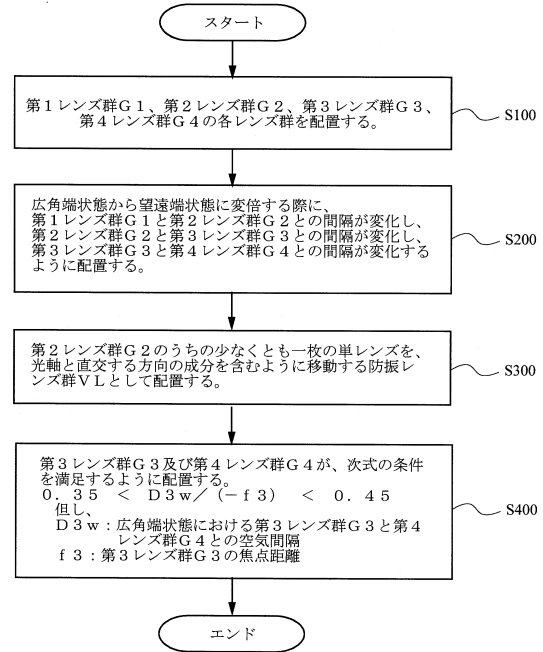 スタート
第1レンズ群G1、第2レンズ群G2、第3レンズ群G3、
第4レンズ群G4の各レンズ群を配置する。
S100
広角端状態から望遠端状態に変倍する際に、
第1レンズ群G1と第2レンズ群G2との間隔が変化し、
第2レンズ群G2と第3レンズ群G3との間隔が変化し、
第3レンズ群G3と第4レンズ群G4との間隔が変化する
ように配置する。
S200
第2レンズ群G2のうちの少なくとも一枚の単レンズを、
光軸と直交する方向の成分を含むように移動する防振レ
ンズ群VLとして配置する。
S300
第3レンズ群G3及び第4レンズ群G4が、次式の条件
を満足するように配置する。
0.35 < D3w/(-f3) < 0.45
但し、
D3w:広角端状態における第3レンズ群G3と第4
レンズ群G4との空気間隔
f3:第3レンズ群G3の焦点距離
S400
エンド